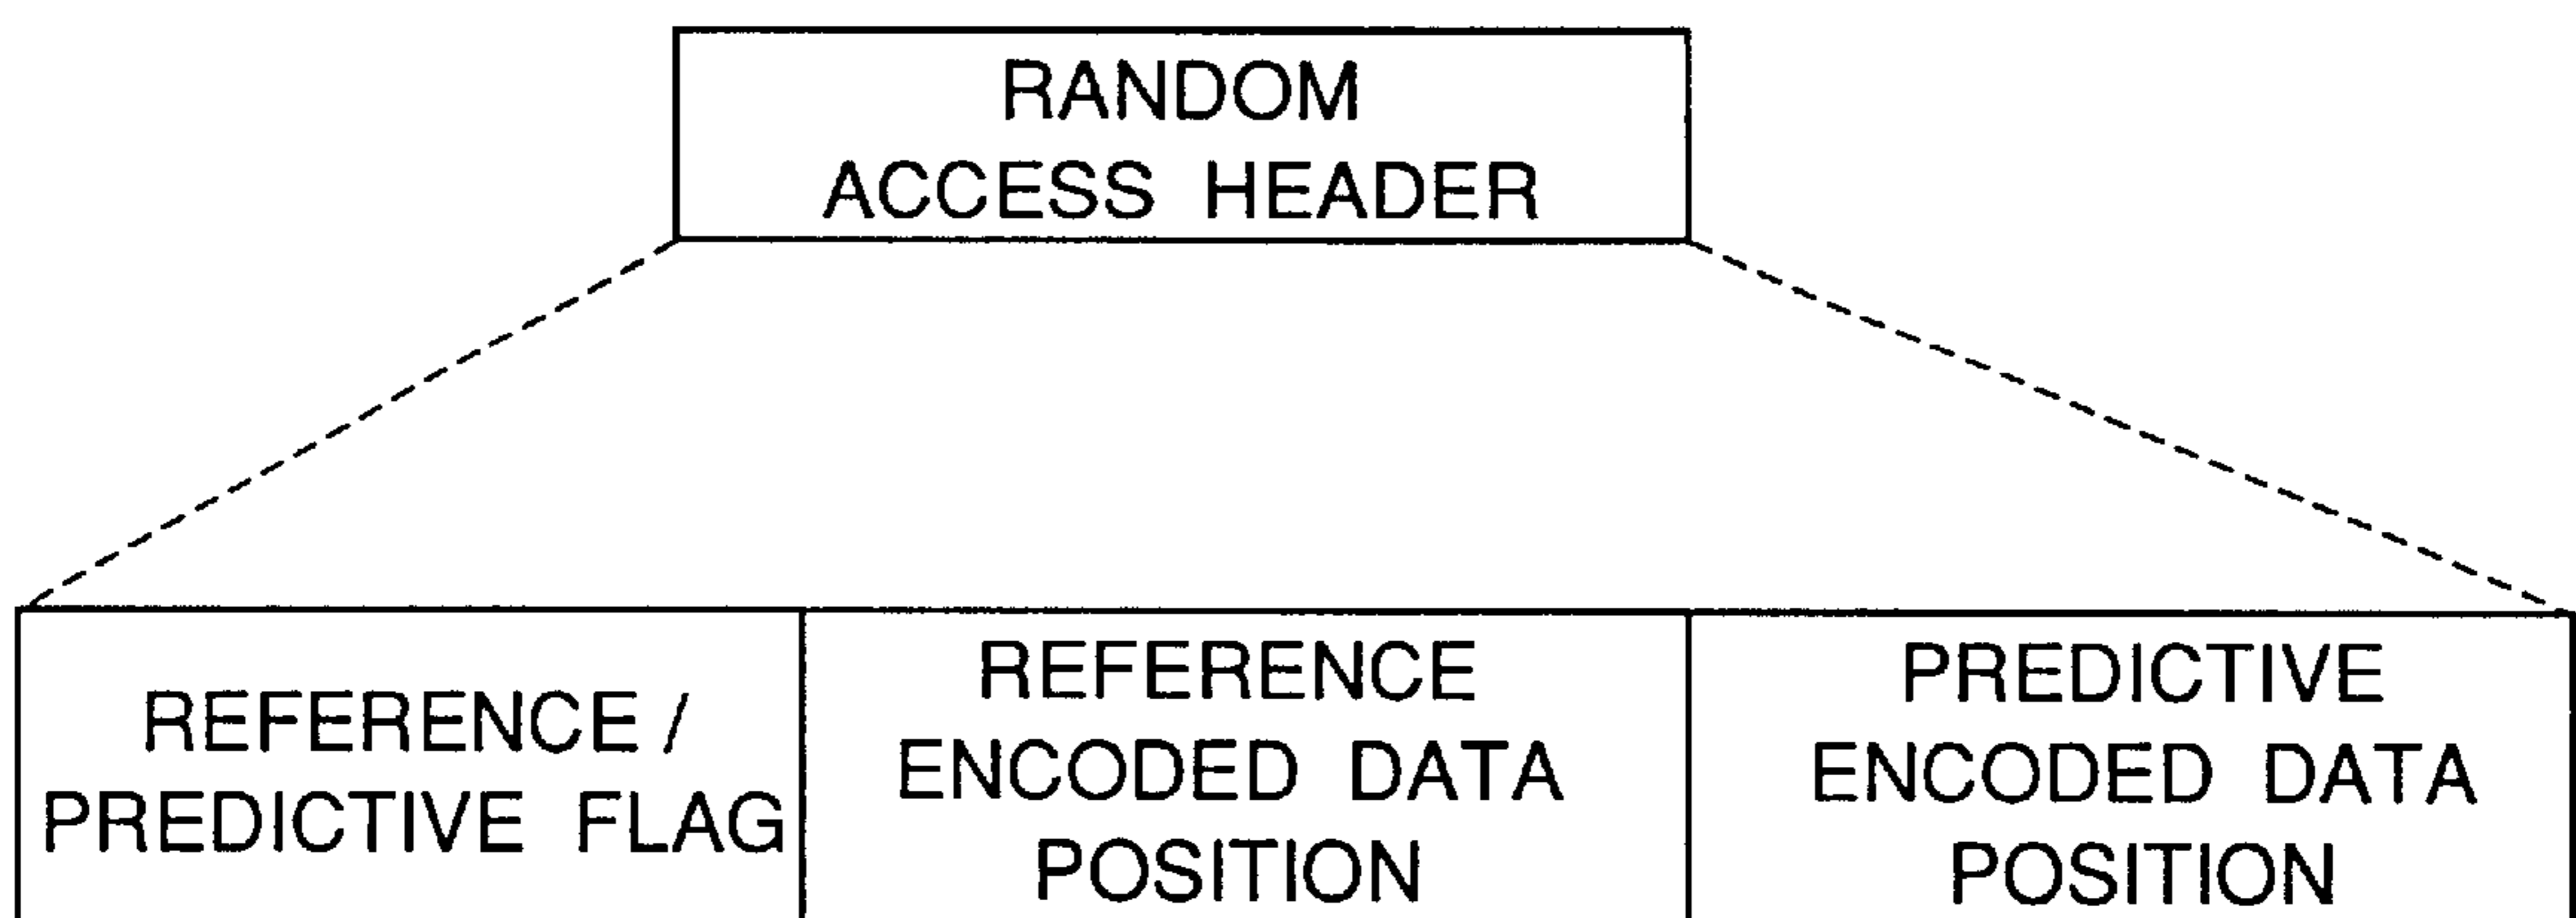 RANDOM
ACCESS HEADER
REFERENCE /
PREDICTIVE FLAG
REFERENCE
ENCODED DATA
POSITION
PREDICTIVE
ENCODED DATA
POSITION